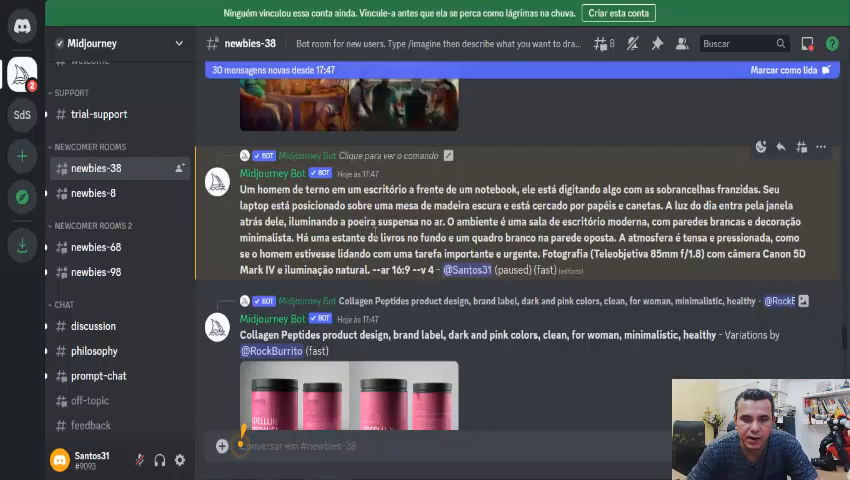 Ninguém vinculou esta conta ainda. Vincule-a antes que ela se perca como lágrimas na chuva.
Criar esta conta
Midjourney
newbies-38
Bot room for new users. Type /imagine then describe what you want to dra...
8
Buscar
2
SdS
welcome
SUPPORT
trial-support
NEWCOMER ROOMS
newbies-38
newbies-8
NEWCOMER ROOMS 2
newbies-68
newbies-98
CHAT
discussion
philosophy
prompt-chat
off-topic
feedback
Santos31
#9093
30 mensagens novas desde 17:47
Marcar como lida
BOT Midjourney Bot Clique para ver o comando
Midjourney Bot BOT Hoje às 17:47
Um homem de terno em um escritório a frente de um notebook, ele está digitando algo com as sobrancelhas franzidas. Seu
laptop está posicionado sobre uma mesa de madeira escura e está cercado por papéis e canetas. A luz do dia entra pela janela
atrás dele, iluminando a poeira suspensa no ar. O ambiente é uma sala de escritório moderna, com paredes brancas e decoração
minimalista. Há uma estante de livros no fundo e um quadro branco na parede oposta. A atmosfera é tensa e pressionada, como
se o homem estivesse lidando com uma tarefa importante e urgente. Fotografia (Teleobjetiva 85mm f/1.8) com câmera Canon 5D
Mark IV e iluminação natural. --ar 16:9 --v 4 - @Santos31 (paused) (fast) (editado)
BOT Midjourney Bot Collagen Peptides product design, brand label, dark and pink colors, clean, for woman, minimalistic, healthy - @RockB
Midjourney Bot BOT Hoje às 17:47
Collagen Peptides product design, brand label, dark and pink colors, clean, for woman, minimalistic, healthy - Variations by
@RockBurrito (fast)
Conversar em #newbies-38